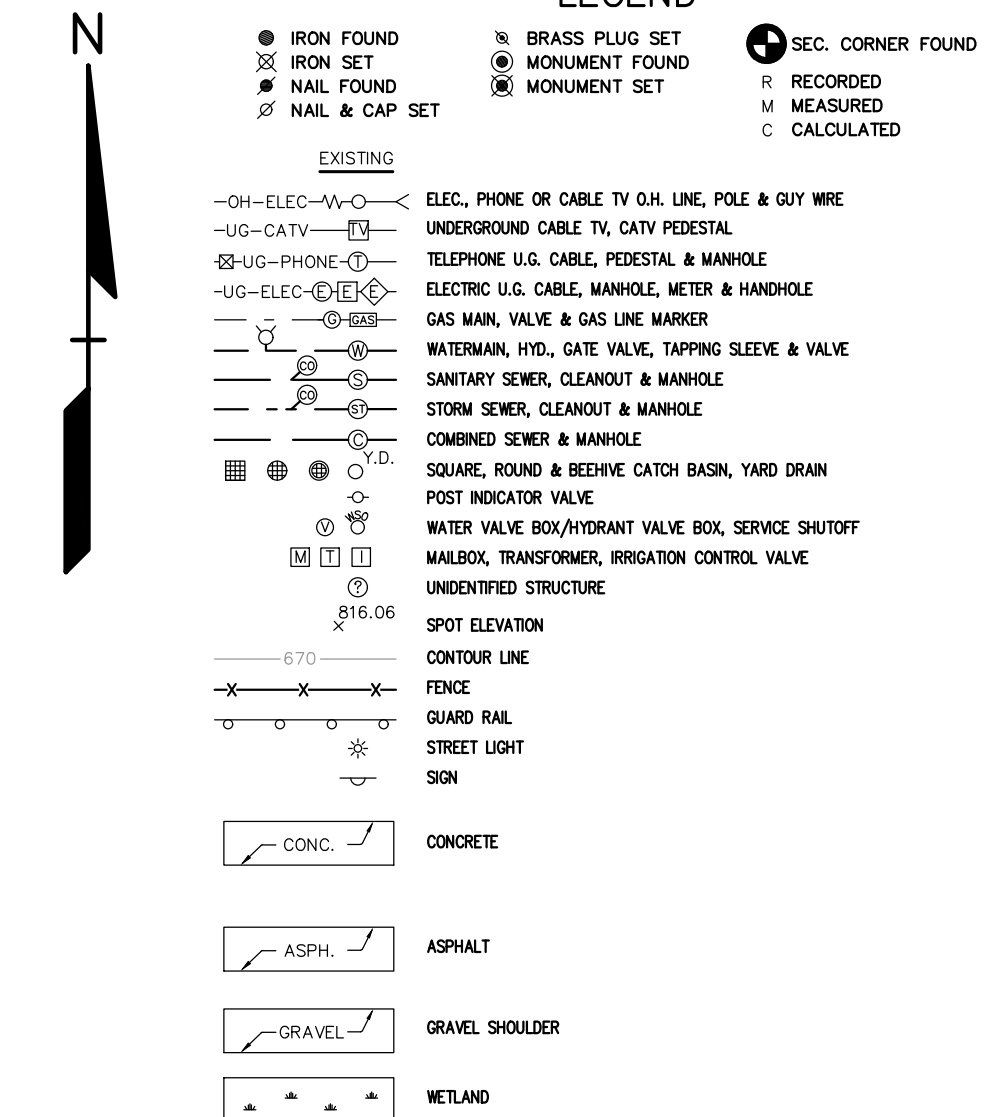 LEGEND
N
IRON FOUND
IRON SET
NAIL FOUND
NAIL & CAP SET
BRASS PLUG SET
MONUMENT FOUND
MONUMENT SET
SEC. CORNER FOUND
R RECORDED
M MEASURED
C CALCULATED
EXISTING
OH-ELEC ELEC., PHONE OR CABLE TV O.H. LINE, POLE & GUY WIRE
UG-CATV TV UNDERGROUND CABLE TV, CATV PEDESTAL
UG-PHONE T TELEPHONE U.G. CABLE, PEDESTAL & MANHOLE
UG-ELEC E E E ELECTRIC U.G. CABLE, MANHOLE, METER & HANDHOLE
G GAS GAS MAIN, VALVE & GAS LINE MARKER
W WATERMAIN, HYD., GATE VALVE, TAPPING SLEEVE & VALVE
CO S SANITARY SEWER, CLEANOUT & MANHOLE
CO ST STORM SEWER, CLEANOUT & MANHOLE
C COMBINED SEWER & MANHOLE
Y.D. SQUARE, ROUND & BEEHIVE CATCH BASIN, YARD DRAIN
POST INDICATOR VALVE
V WSO WATER VALVE BOX/HYDRANT VALVE BOX, SERVICE SHUTOFF
M T I MAILBOX, TRANSFORMER, IRRIGATION CONTROL VALVE
? UNIDENTIFIED STRUCTURE
816.06 SPOT ELEVATION
670 CONTOUR LINE
X X X FENCE
GUARD RAIL
STREET LIGHT
SIGN
CONC. CONCRETE
ASPH. ASPHALT
GRAVEL GRAVEL SHOULDER
WETLAND